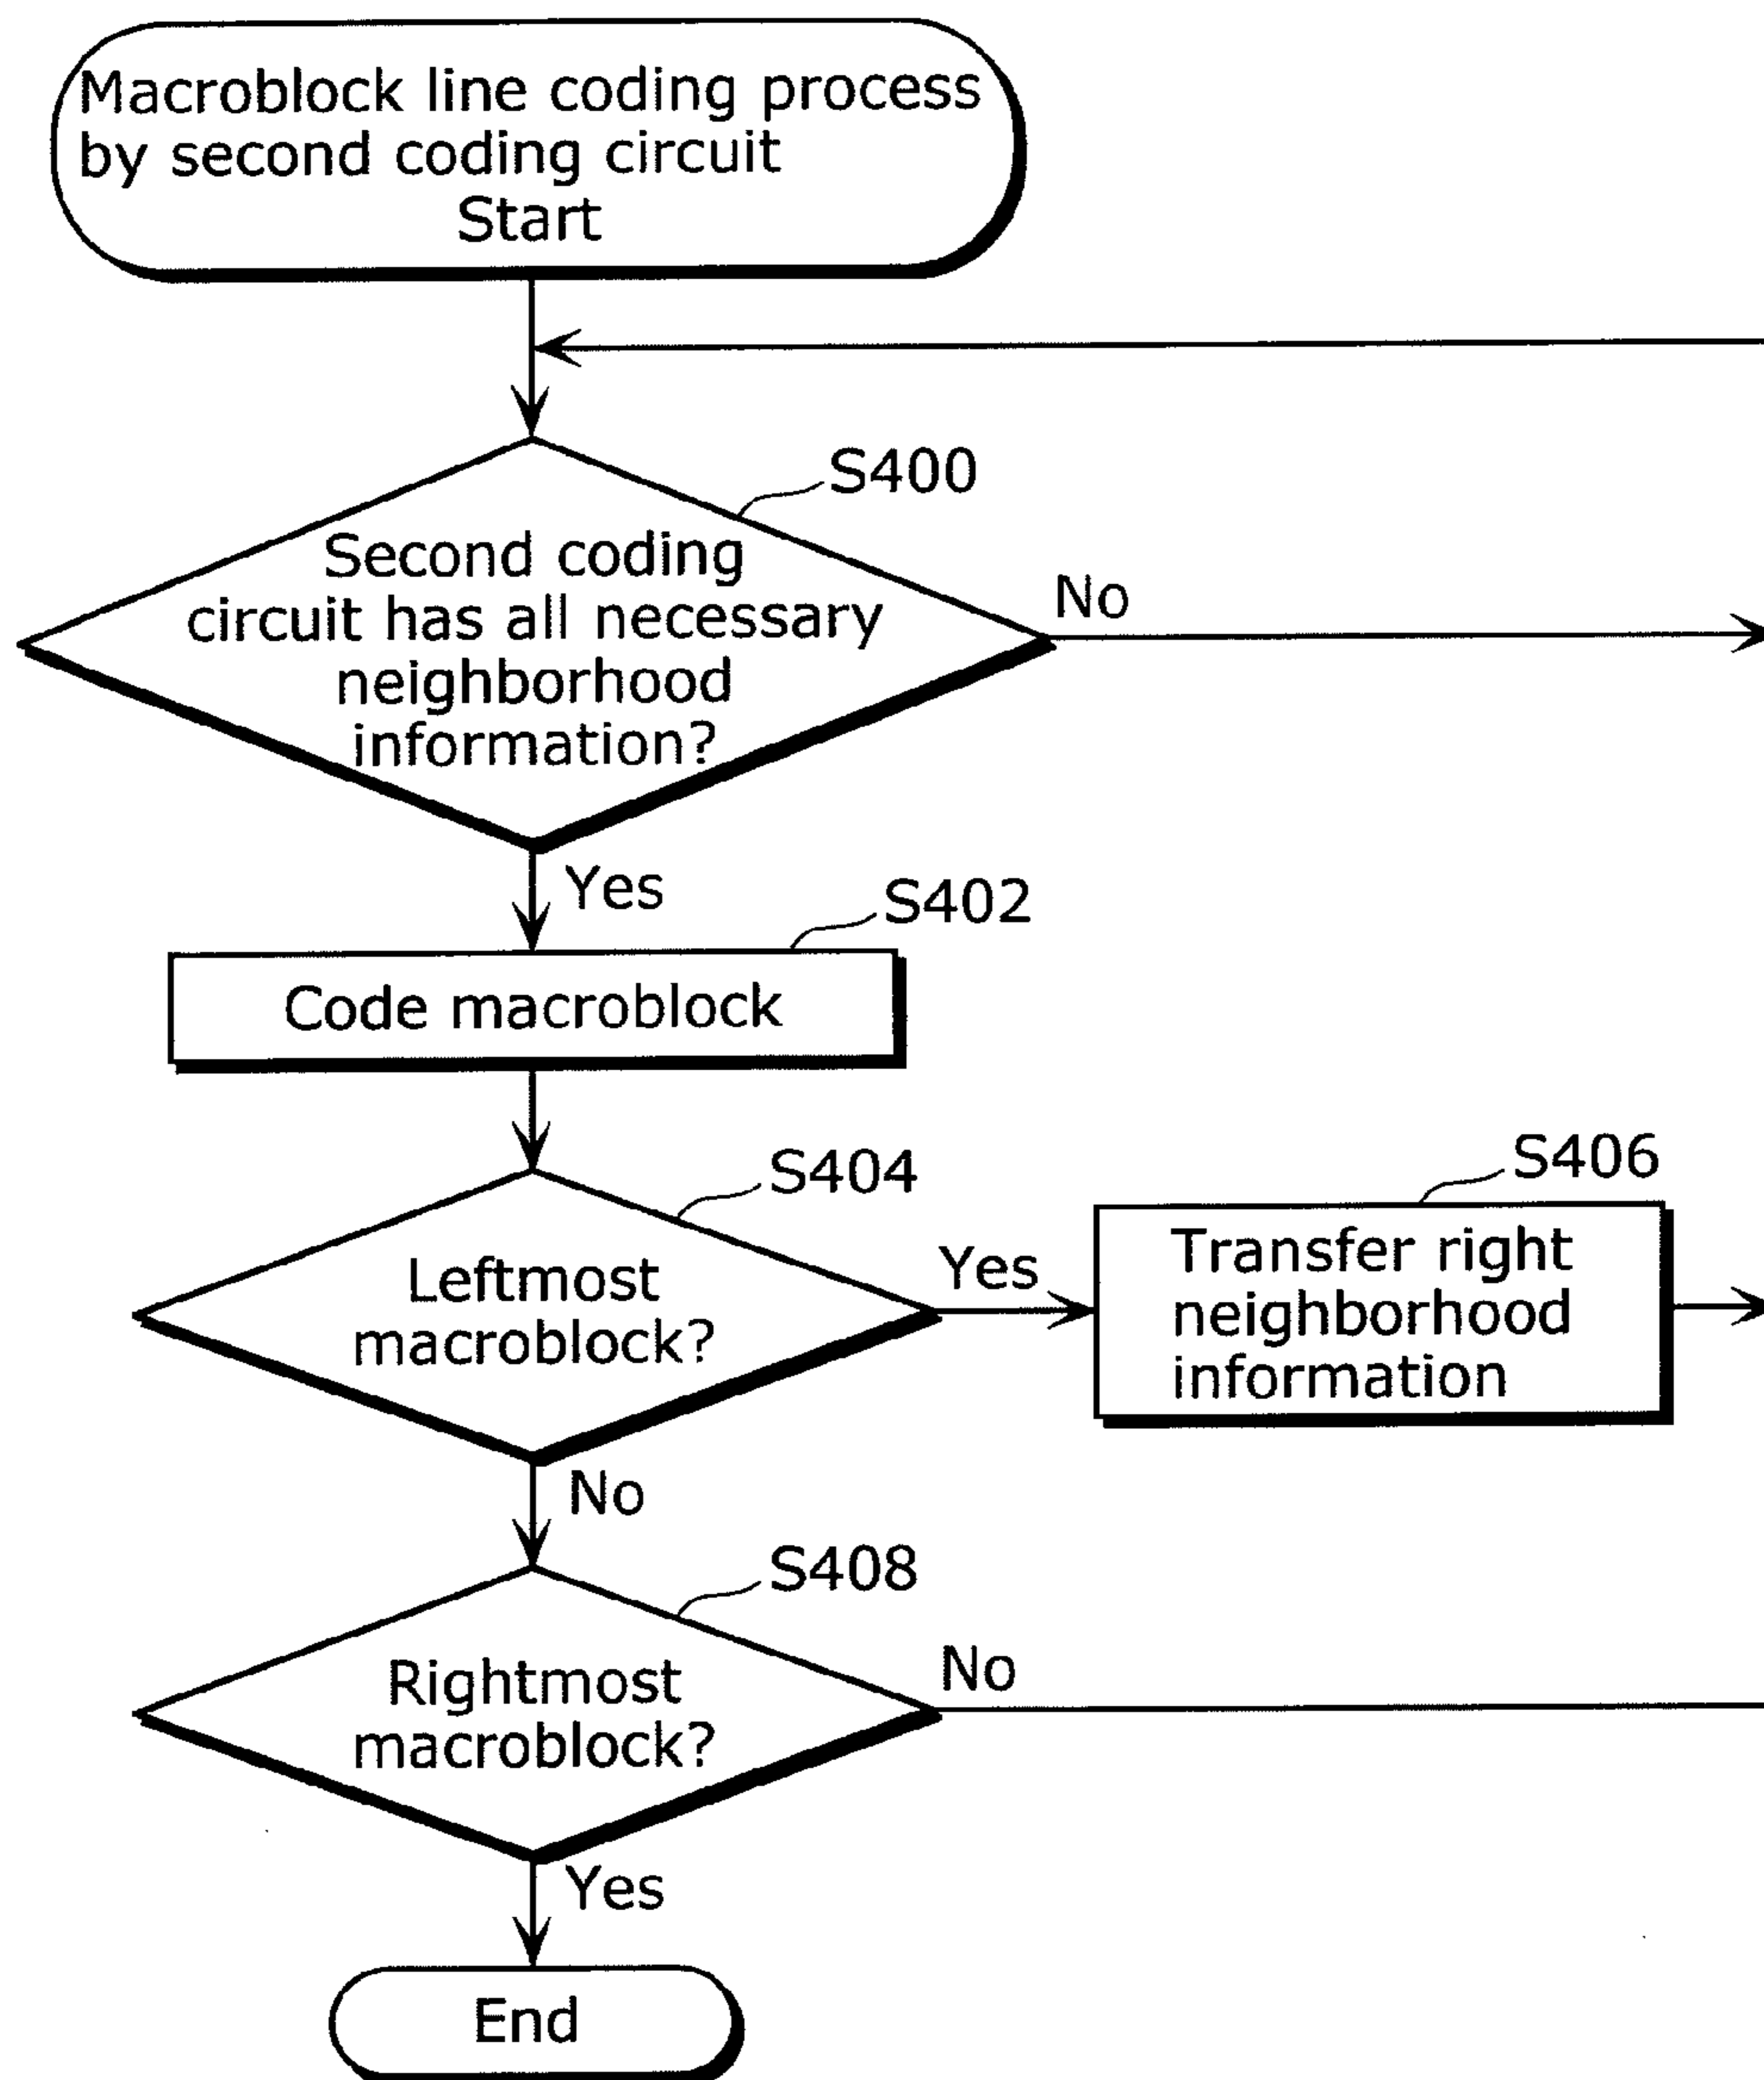 Macroblock line coding process
by second coding circuit
Start
S400
Second coding
circuit has all necessary
neighborhood
information?
No
Yes
S402
Code macroblock
S404
Leftmost
macroblock?
Yes
S406
Transfer right
neighborhood
information
No
S408
Rightmost
macroblock?
No
Yes
End